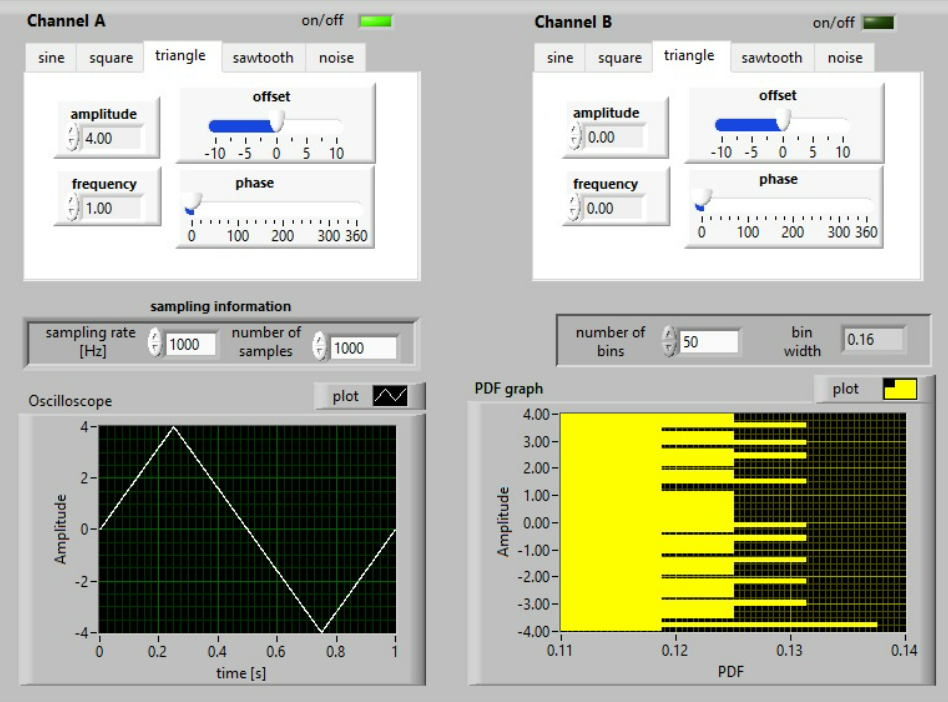 Channel A
on/off
sine square triangle sawtooth noise
amplitude
4.00
offset
-10 -5 0 5 10
frequency
1.00
phase
0 100 200 300 360
Channel B
on/off
sine square triangle sawtooth noise
amplitude
0.00
offset
-10 -5 0 5 10
frequency
0.00
phase
0 100 200 300 360
sampling information
sampling rate
[Hz]
1000
number of
samples
1000
number of
bins
50
bin
width
0.16
Oscilloscope
plot
Amplitude
4
2
0
-2
-4
0 0.2 0.4 0.6 0.8 1
time [s]
PDF graph
plot
Amplitude
4.00
3.00
2.00
1.00
0.00
-1.00
-2.00
-3.00
-4.00
0.11 0.12 0.13 0.14
PDF